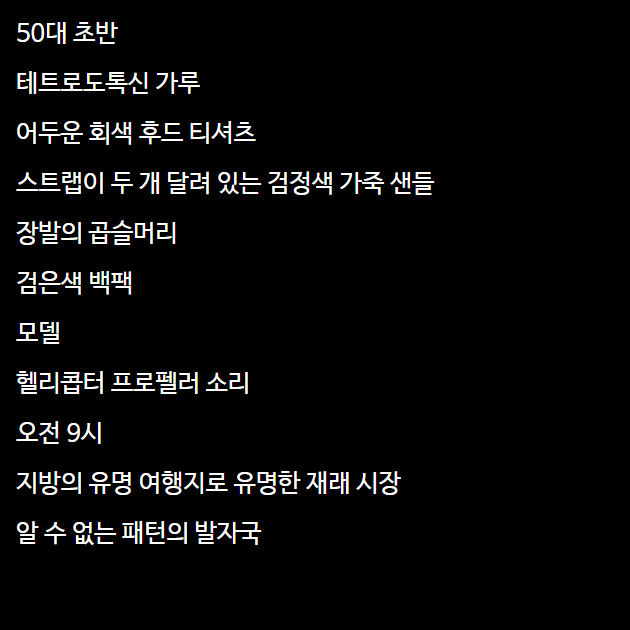 50대 초반
테트로도톡신 가루
어두운 회색 후드 티셔츠
스트랩이 두 개 달려 있는 검정색 가죽 샌들
장발의 곱슬머리
검은색 백팩
모델
헬리콥터 프로펠러 소리
오전 9시
지방의 유명 여행지로 유명한 재래 시장
알 수 없는 패턴의 발자국